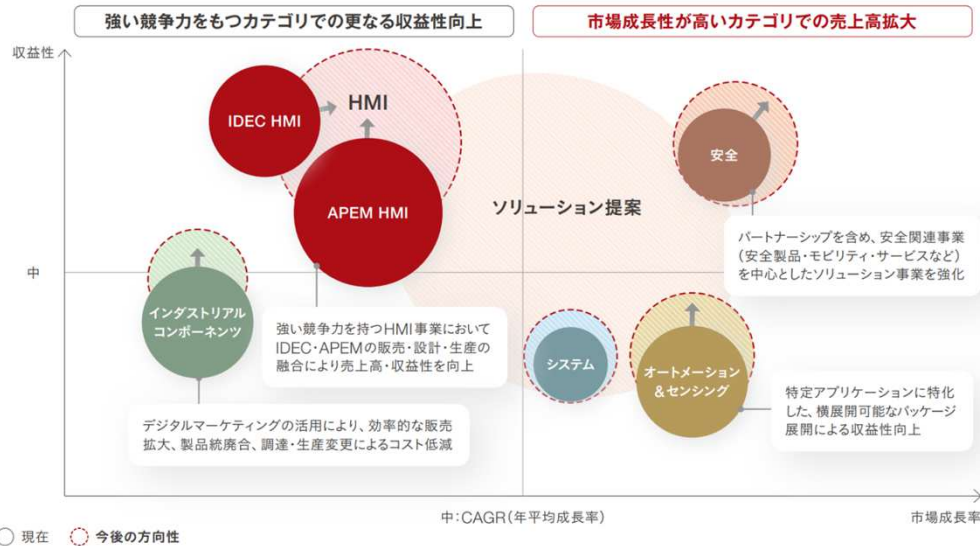 強い競争力をもつカテゴリでの更なる収益性向上
市場成長性が高いカテゴリでの売上高拡大
収益性
IDEC HMI
HMI
APEM HMI
ソリューション提案
安全
パートナーシップを含め、安全関連事業
（安全製品・モビリティ・サービスなど）
を中心としたソリューション事業を強化
中
インダストリアル
コンポーネンツ
強い競争力を持つHMI事業において
IDEC・APEMの販売・設計・生産の
融合により売上高・収益性を向上
システム
オートメーション
＆センシング
特定アプリケーションに特化
した、横展開可能なパッケージ
展開による収益性向上
デジタルマーケティングの活用により、効率的な販売
拡大、製品統廃合、調達・生産変更によるコスト低減
中：CAGR（年平均成長率）
市場成長率
現在
今後の方向性